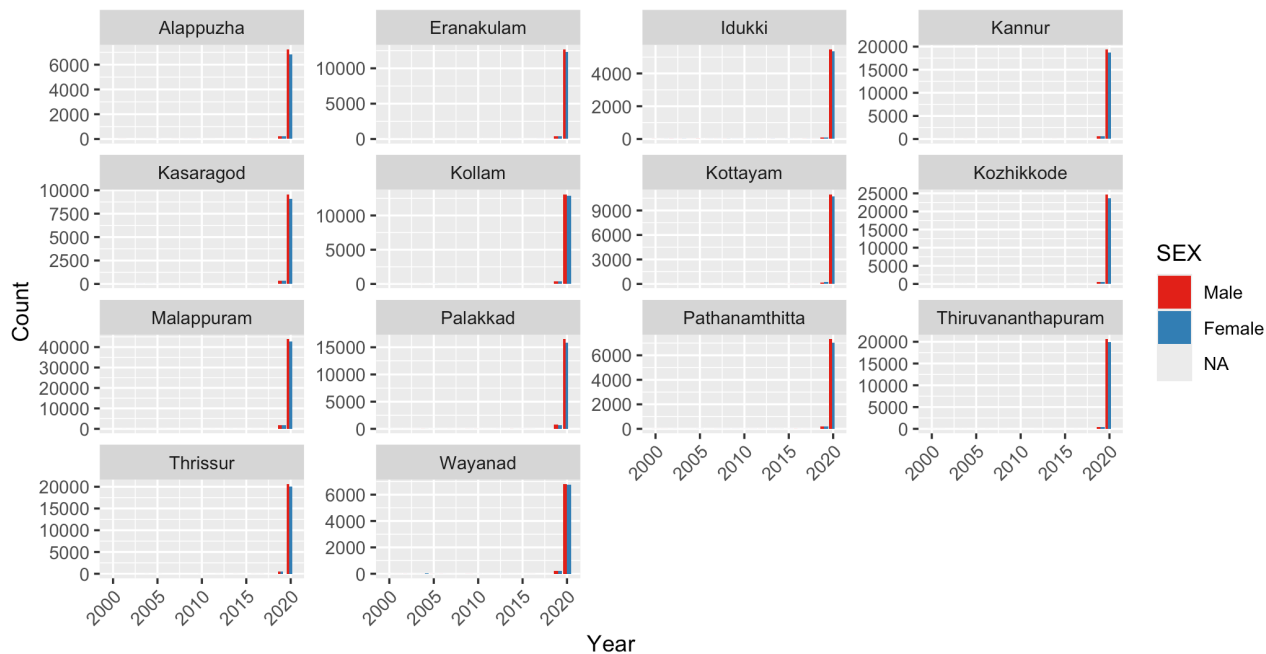 Alappuzha Eranakulam Idukki Kannur
6000 4000 2000 0
10000 5000 0
4000 2000 0
20000 15000 10000 5000 0
Kasaragod Kollam Kottayam Kozhikkode
10000 7500 5000 2500 0
10000 5000 0
9000 6000 3000 0
25000 20000 15000 10000 5000 0
Malappuram Palakkad Pathanamthitta Thiruvananthapuram
40000 30000 20000 10000 0
15000 10000 5000 0
6000 4000 2000 0
20000 15000 10000 5000 0
2000 2005 2010 2015 2020
2000 2005 2010 2015 2020
Thrissur Wayanad
20000 15000 10000 5000 0
6000 4000 2000 0
2000 2005 2010 2015 2020
2000 2005 2010 2015 2020
Count
Year
SEX
Male
Female
NA